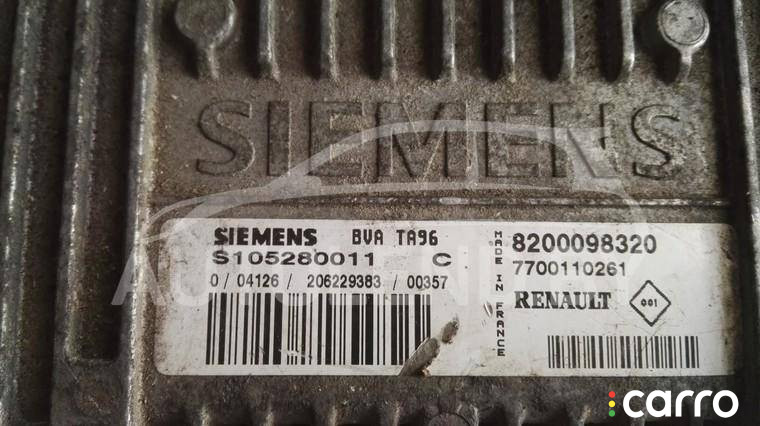 SIEMENS
SIEMENS BVA TA96
S105280011 C
0 / 04126 / 206229383 / 00357
MADE IN FRANCE
8200098320
7700110261
RENAULT 001
carro